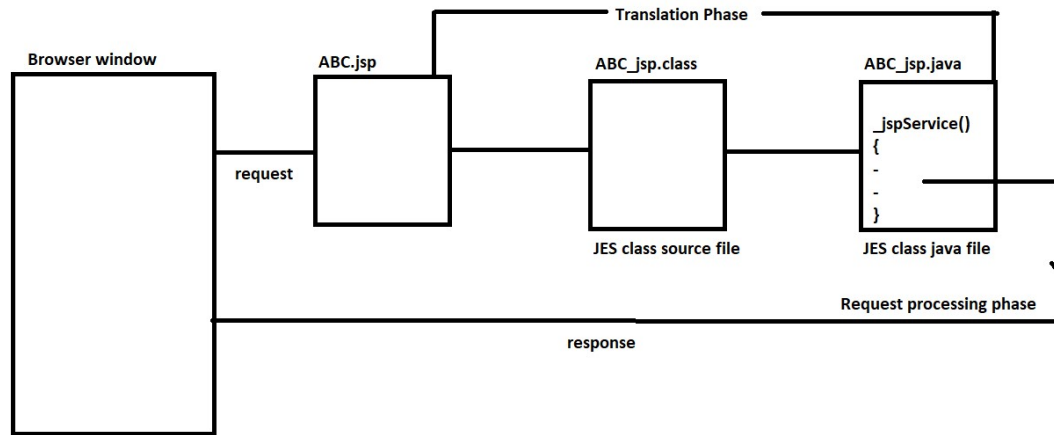 Translation Phase
Browser window
ABC.jsp
ABC_jsp.class
ABC_jsp.java
_jspService()
{
-
-
}
request
JES class source file
JES class java file
Request processing phase
response